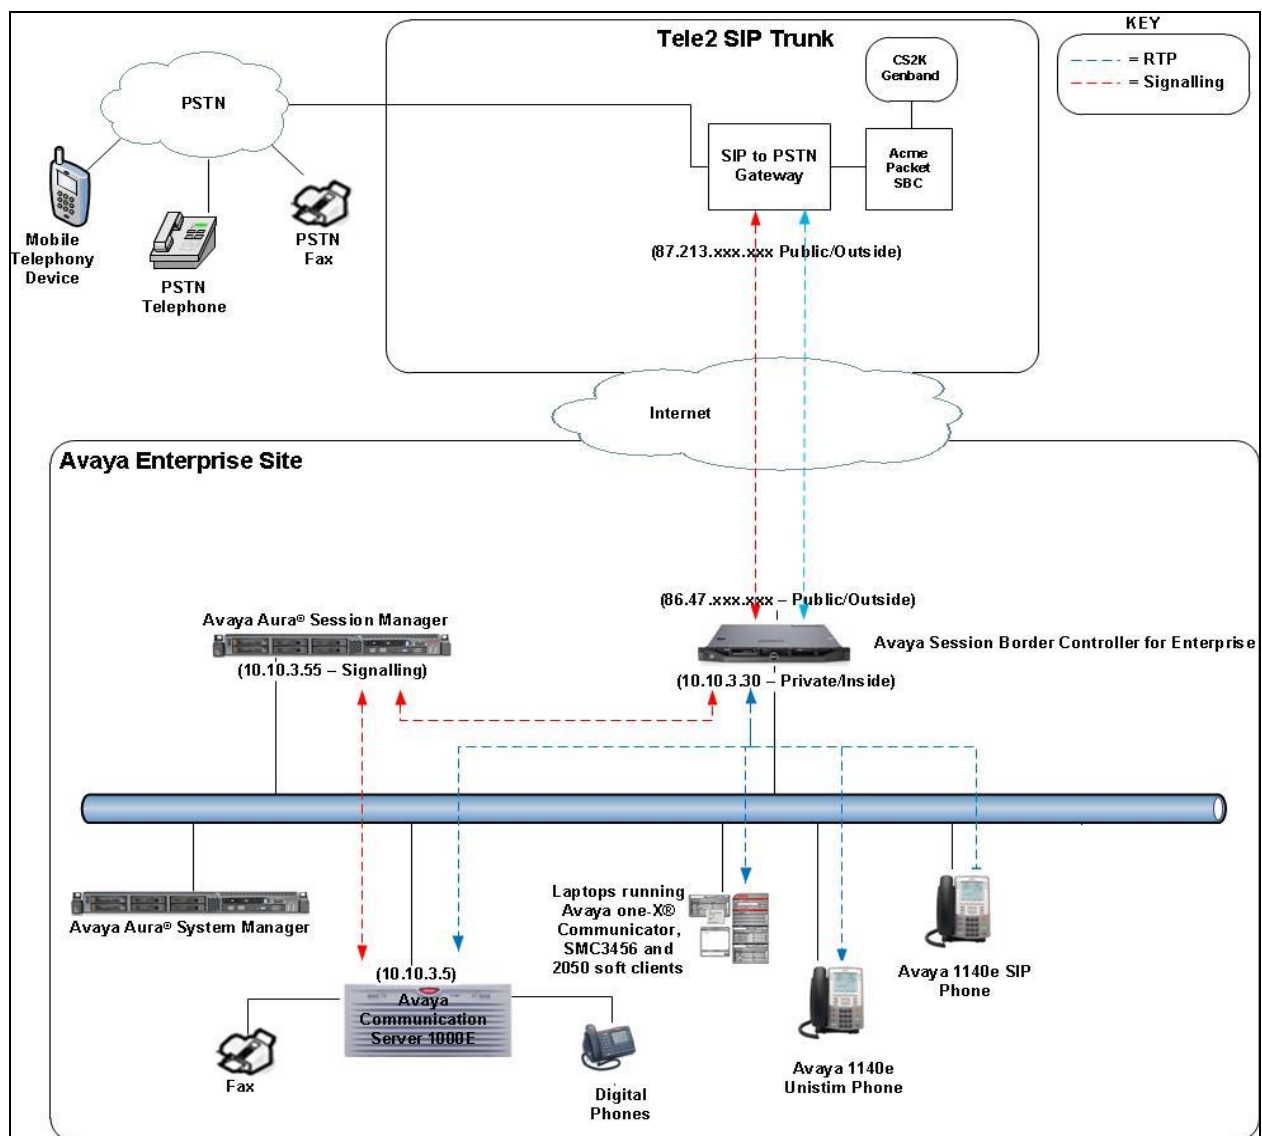 KEY
= RTP
= Signalling
Tele2 SIP Trunk
CS2K
Genband
PSTN
SIP to PSTN
Gateway
Acme
Packet
SBC
Mobile
Telephony
Device
PSTN
Telephone
PSTN
Fax
(87.213.xxx.xxx Public/Outside)
Internet
Avaya Enterprise Site
(86.47.xxx.xxx – Public/Outside)
Avaya Aura® Session Manager
(10.10.3.55 – Signalling)
Avaya Session Border Controller for Enterprise
(10.10.3.30 – Private/Inside)
Avaya Aura® System Manager
(10.10.3.5)
Avaya
Communication
Server 1000E
Fax
Digital
Phones
Laptops running
Avaya one-X®
Communicator,
SMC3456 and
2050 soft clients
Avaya 1140e
Unistim Phone
Avaya 1140e SIP
Phone